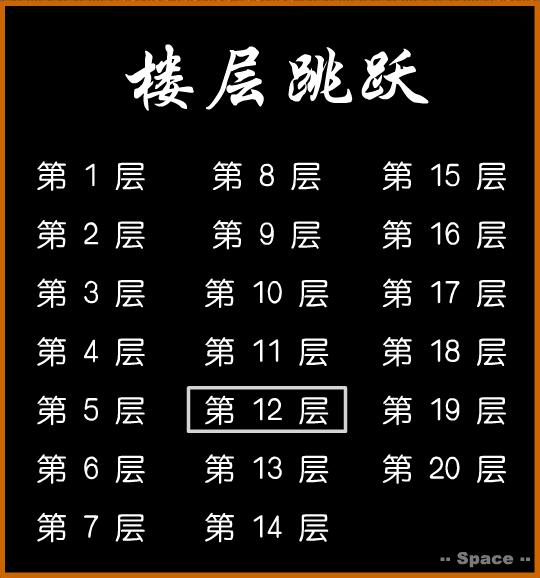 楼层跳跃
第 1 层 第 8 层 第 15 层
第 2 层 第 9 层 第 16 层
第 3 层 第 10 层 第 17 层
第 4 层 第 11 层 第 18 层
第 5 层 第 12 层 第 19 层
第 6 层 第 13 层 第 20 层
第 7 层 第 14 层
-- Space --